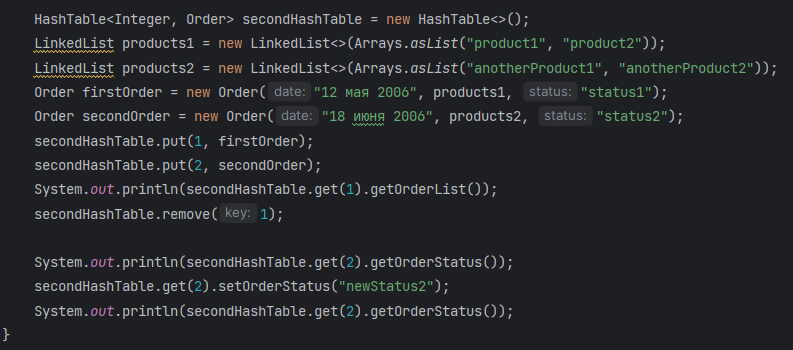 HashTable<Integer, Order> secondHashTable = new HashTable<>();
LinkedList products1 = new LinkedList<>(Arrays.asList("product1", "product2"));
LinkedList products2 = new LinkedList<>(Arrays.asList("anotherProduct1", "anotherProduct2"));
Order firstOrder = new Order( date: "12 мая 2006", products1, status: "status1");
Order secondOrder = new Order( date: "18 июня 2006", products2, status: "status2");
secondHashTable.put(1, firstOrder);
secondHashTable.put(2, secondOrder);
System.out.println(secondHashTable.get(1).getOrderList());
secondHashTable.remove( key: 1);
System.out.println(secondHashTable.get(2).getOrderStatus());
secondHashTable.get(2).setOrderStatus("newStatus2");
System.out.println(secondHashTable.get(2).getOrderStatus());
}